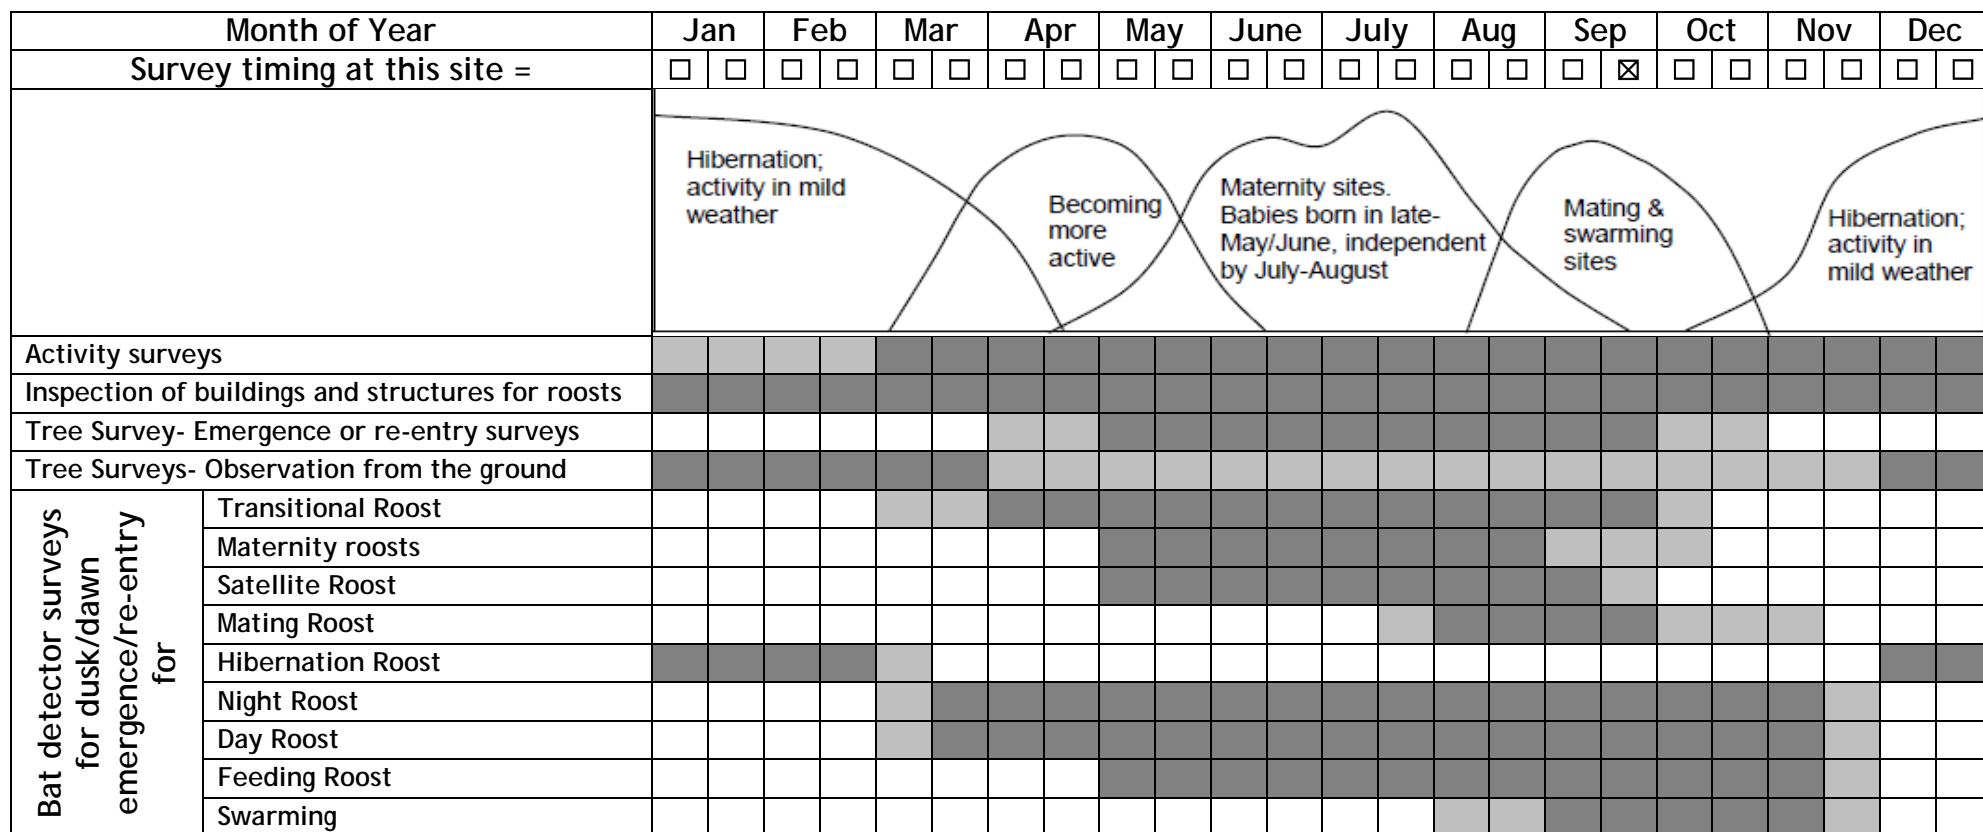 Month of Year Jan Feb Mar Apr May June July Aug Sep Oct Nov Dec
Survey timing at this site = ☐ ☐ ☐ ☐ ☐ ☐ ☐ ☐ ☐ ☐ ☐ ☐ ☐ ☐ ☐ ☐ ☐ ☒ ☐ ☐ ☐ ☐ ☐ ☐
Hibernation;
activity in mild
weather
Becoming
more
active
Maternity sites.
Babies born in late-
May/June, independent
by July-August
Mating &
swarming
sites
Hibernation;
activity in
mild weather
Activity surveys
Inspection of buildings and structures for roosts
Tree Survey- Emergence or re-entry surveys
Tree Surveys- Observation from the ground
Bat detector surveys
for dusk/dawn
emergence/re-entry
for
Transitional Roost
Maternity roosts
Satellite Roost
Mating Roost
Hibernation Roost
Night Roost
Day Roost
Feeding Roost
Swarming